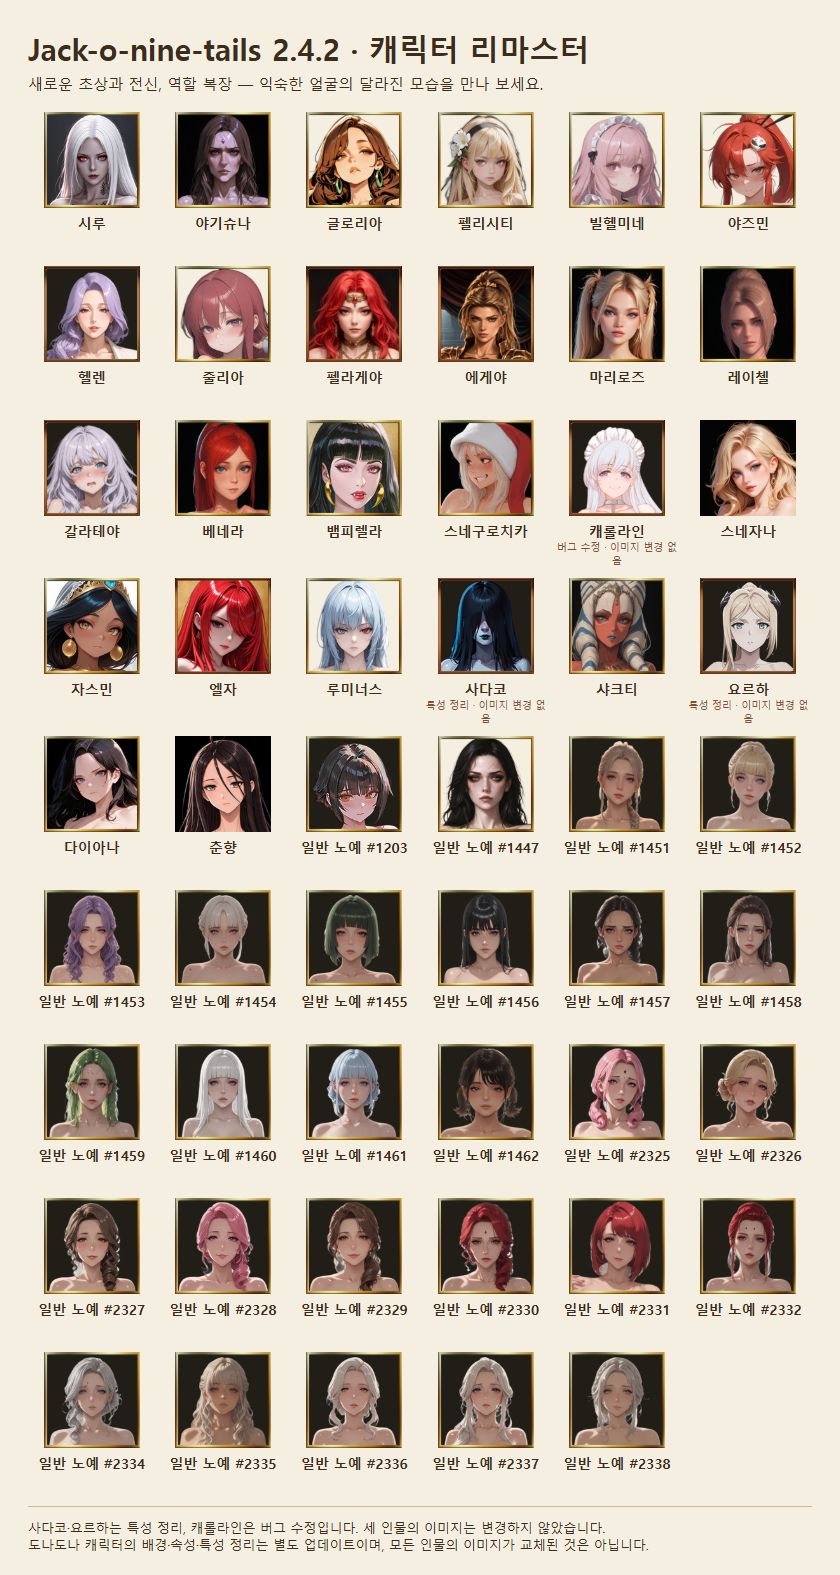 Jack-o-nine-tails 2.4.2 · 캐릭터 리마스터
새로운 초상과 전신, 역할 복장 — 익숙한 얼굴의 달라진 모습을 만나 보세요.
시루
야기슈나
글로리아
펠리시티
빌헬미네
야즈민
헬렌
줄리아
펠라게야
에게야
마리로즈
레이첼
갈라테야
베네라
뱀피렐라
스네구로치카
캐롤라인
버그 수정 · 이미지 변경 없
음
스네자나
자스민
엘자
루미너스
사다코
특성 정리 · 이미지 변경 없
음
샤크티
요르하
특성 정리 · 이미지 변경 없
음
다이아나
춘향
일반 노예 #1203
일반 노예 #1447
일반 노예 #1451
일반 노예 #1452
일반 노예 #1453
일반 노예 #1454
일반 노예 #1455
일반 노예 #1456
일반 노예 #1457
일반 노예 #1458
일반 노예 #1459
일반 노예 #1460
일반 노예 #1461
일반 노예 #1462
일반 노예 #2325
일반 노예 #2326
일반 노예 #2327
일반 노예 #2328
일반 노예 #2329
일반 노예 #2330
일반 노예 #2331
일반 노예 #2332
일반 노예 #2334
일반 노예 #2335
일반 노예 #2336
일반 노예 #2337
일반 노예 #2338
사다코·요르하는 특성 정리, 캐롤라인은 버그 수정입니다. 세 인물의 이미지는 변경하지 않았습니다.
도나도나 캐릭터의 배경·속성·특성 정리는 별도 업데이트이며, 모든 인물의 이미지가 교체된 것은 아닙니다.